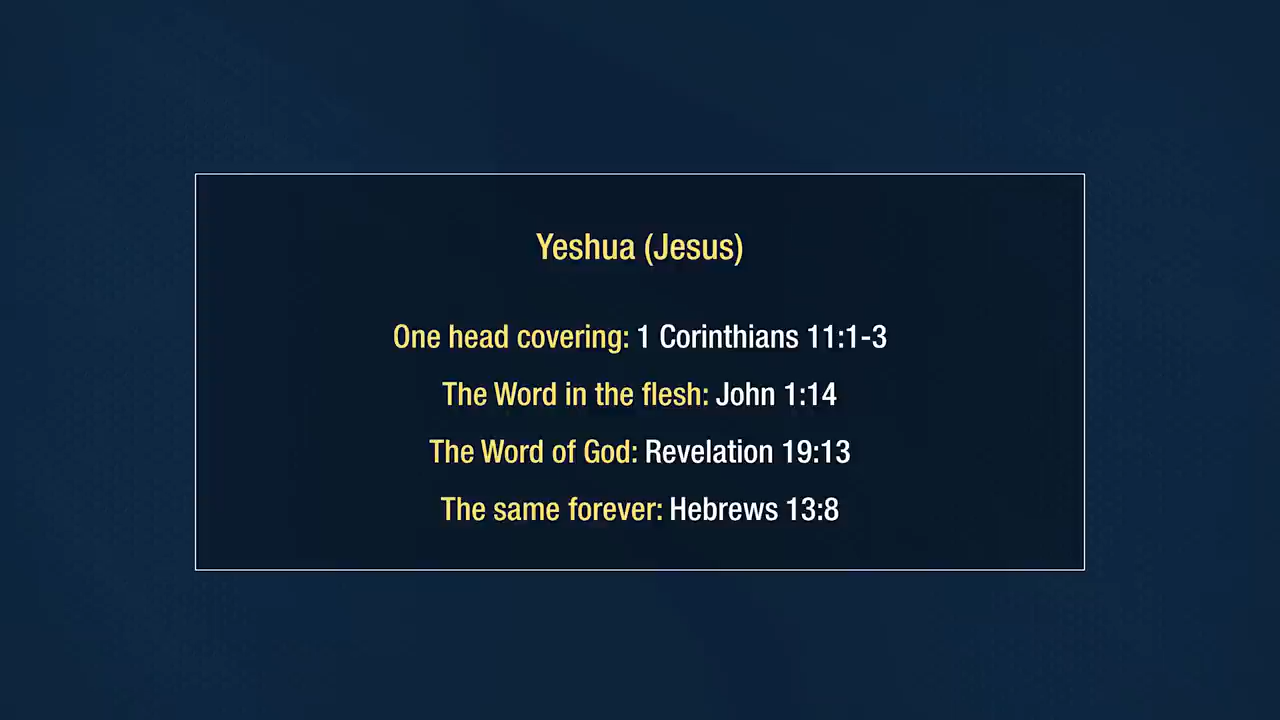 Yeshua (Jesus)
One head covering: 1 Corinthians 11:1-3
The Word in the flesh: John 1:14
The Word of God: Revelation 19:13
The same forever: Hebrews 13:8